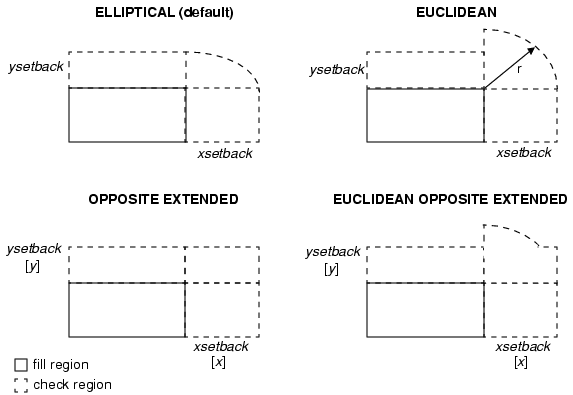 ELLIPTICAL (default)
EUCLIDEAN
ysetback
xsetback
ysetback
r
xsetback
OPPOSITE EXTENDED
EUCLIDEAN OPPOSITE EXTENDED
ysetback
[y]
xsetback
[x]
ysetback
[y]
xsetback
[x]
fill region
check region